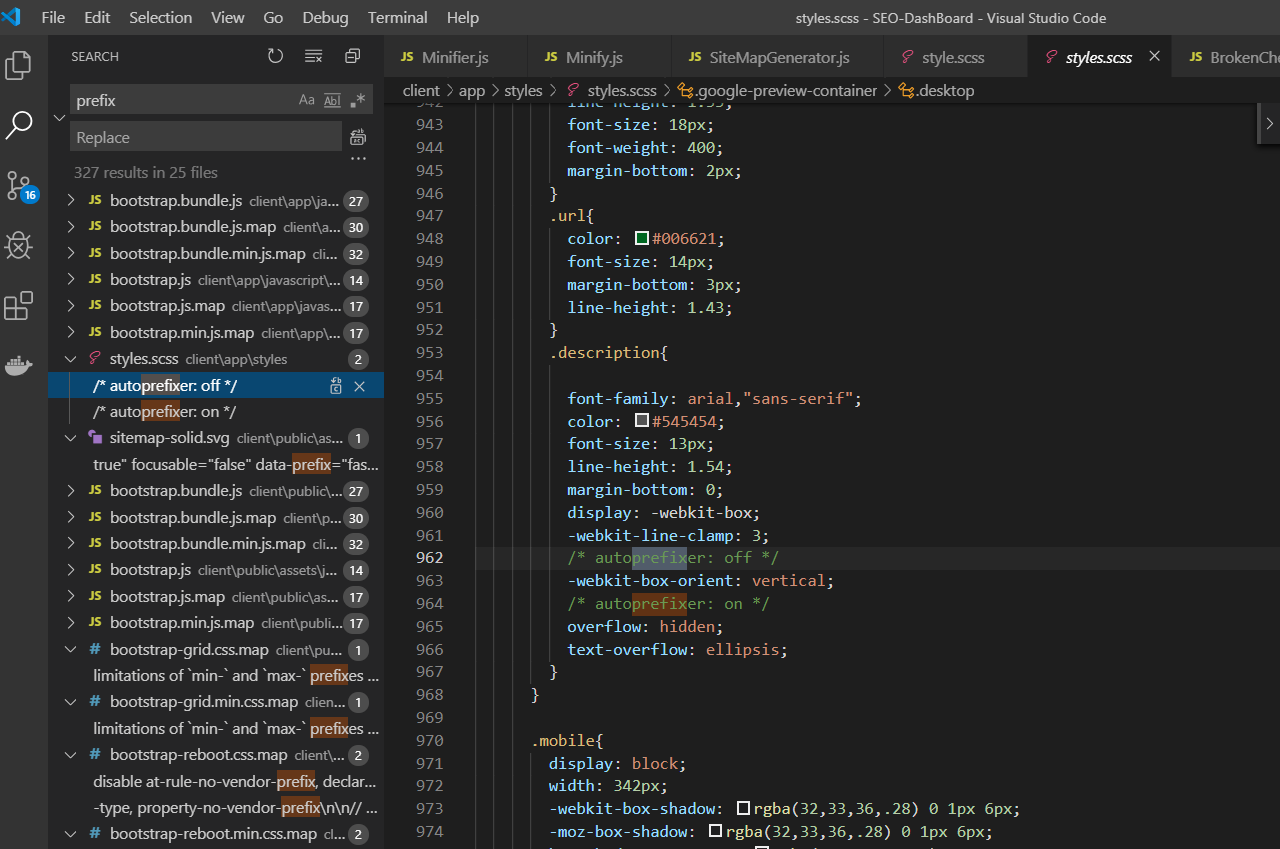 File Edit Selection View Go Debug Terminal Help styles.scss - SEO-DashBoard - Visual Studio Code
SEARCH
prefix Aa Abl .*
Replace
...
327 results in 25 files
JS bootstrap.bundle.js client\app\ja... 27
JS bootstrap.bundle.js.map client\a... 30
JS bootstrap.bundle.min.js.map cli... 32
JS bootstrap.js client\app\javascript\... 14
JS bootstrap.js.map client\app\javas... 17
JS bootstrap.min.js.map client\app\... 17
styles.scss client\app\styles 2
/* autoprefixer: off */
/* autoprefixer: on */
sitemap-solid.svg client\public\as... 1
true" focusable="false" data-prefix="fas...
JS bootstrap.bundle.js client\public\... 27
JS bootstrap.bundle.js.map client\p... 30
JS bootstrap.bundle.min.js.map cli... 32
JS bootstrap.js client\public\assets\j... 14
JS bootstrap.js.map client\public\as... 17
JS bootstrap.min.js.map client\publi... 17
# bootstrap-grid.css.map client\pu... 1
limitations of `min-` and `max-` prefixes ...
# bootstrap-grid.min.css.map clien... 1
limitations of `min-` and `max-` prefixes ...
# bootstrap-reboot.css.map client\... 2
disable at-rule-no-vendor-prefix, declar...
-type, property-no-vendor-prefix\n\n// ...
# bootstrap-reboot.min.css.map cl... 2
16
JS Minifier.js JS Minify.js JS SiteMapGenerator.js style.scss styles.scss JS BrokenChe
client > app > styles > styles.scss > .google-preview-container > .desktop
942 line-height: 1.33;
943 font-size: 18px;
944 font-weight: 400;
945 margin-bottom: 2px;
946 }
947 .url{
948 color: #006621;
949 font-size: 14px;
950 margin-bottom: 3px;
951 line-height: 1.43;
952 }
953 .description{
954
955 font-family: arial,"sans-serif";
956 color: #545454;
957 font-size: 13px;
958 line-height: 1.54;
959 margin-bottom: 0;
960 display: -webkit-box;
961 -webkit-line-clamp: 3;
962 /* autoprefixer: off */
963 -webkit-box-orient: vertical;
964 /* autoprefixer: on */
965 overflow: hidden;
966 text-overflow: ellipsis;
967 }
968 }
969
970 .mobile{
971 display: block;
972 width: 342px;
973 -webkit-box-shadow: rgba(32,33,36,.28) 0 1px 6px;
974 -moz-box-shadow: rgba(32,33,36,.28) 0 1px 6px;